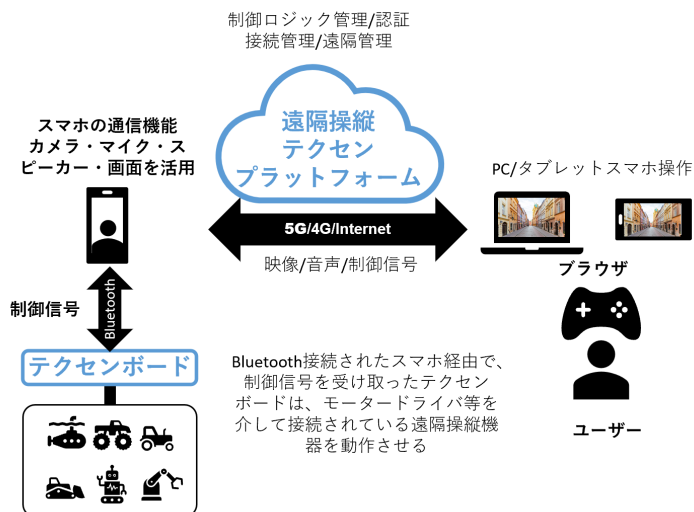 制御ロジック管理/認証
接続管理/遠隔管理
遠隔操縦
テクセン
プラットフォーム
スマホの通信機能
カメラ・マイク・ス
ピーカー・画面を活用
PC/タブレットスマホ操作
5G/4G/Internet
映像/音声/制御信号
ブラウザ
制御信号
Bluetooth
テクセンボード
Bluetooth接続されたスマホ経由で、
制御信号を受け取ったテクセン
ボードは、モータードライバ等を
介して接続されている遠隔操縦機
器を動作させる
ユーザー